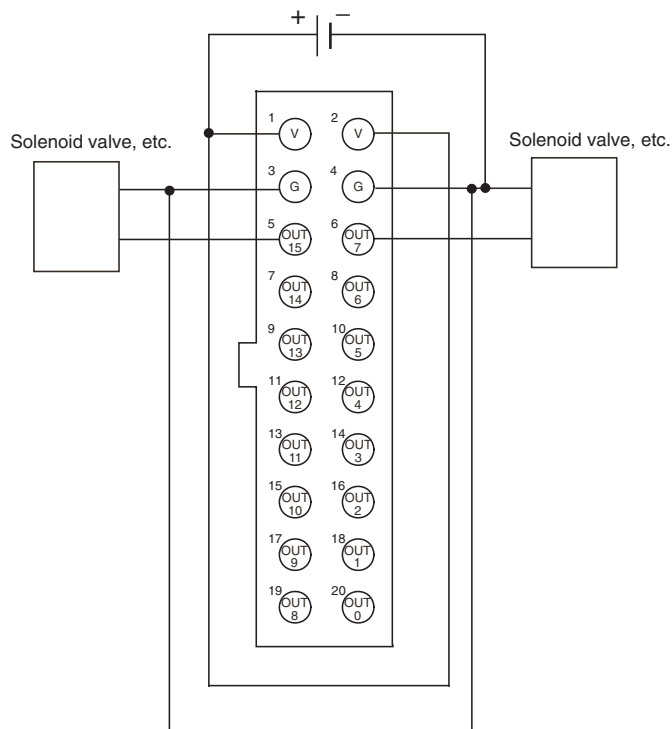 + −
1 V 2 V
Solenoid valve, etc.
Solenoid valve, etc.
3 G 4 G
5 OUT 15 6 OUT 7
7 OUT 14 8 OUT 6
9 OUT 13 10 OUT 5
11 OUT 12 12 OUT 4
13 OUT 11 14 OUT 3
15 OUT 10 16 OUT 2
17 OUT 9 18 OUT 1
19 OUT 8 20 OUT 0